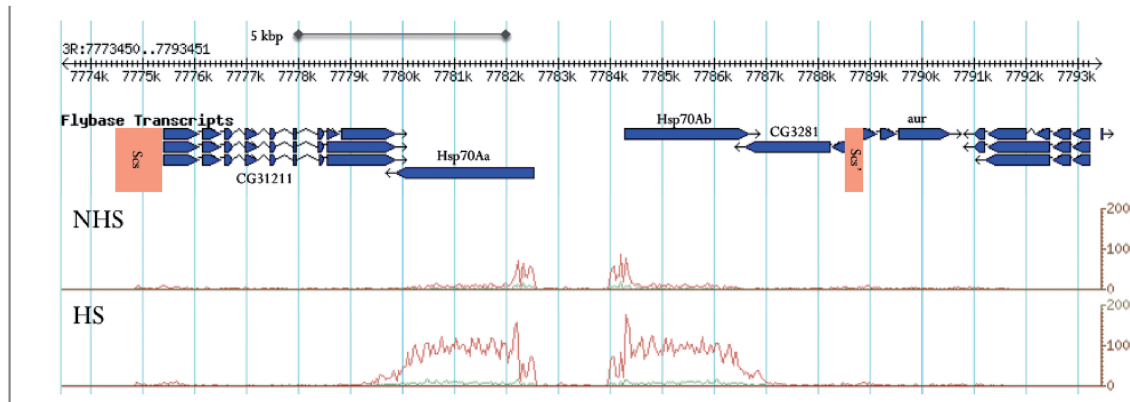 5 kbp
3R:7773450..7793451
7774k 7775k 7776k 7777k 7778k 7779k 7780k 7781k 7782k 7783k 7784k 7785k 7786k 7787k 7788k 7789k 7790k 7791k 7792k 7793k
Flybase Transcripts
Scs
CG31211
Hsp70Aa
Hsp70Ab
CG3281
Scs'
aur
NHS
200
100
0
HS
200
100
0